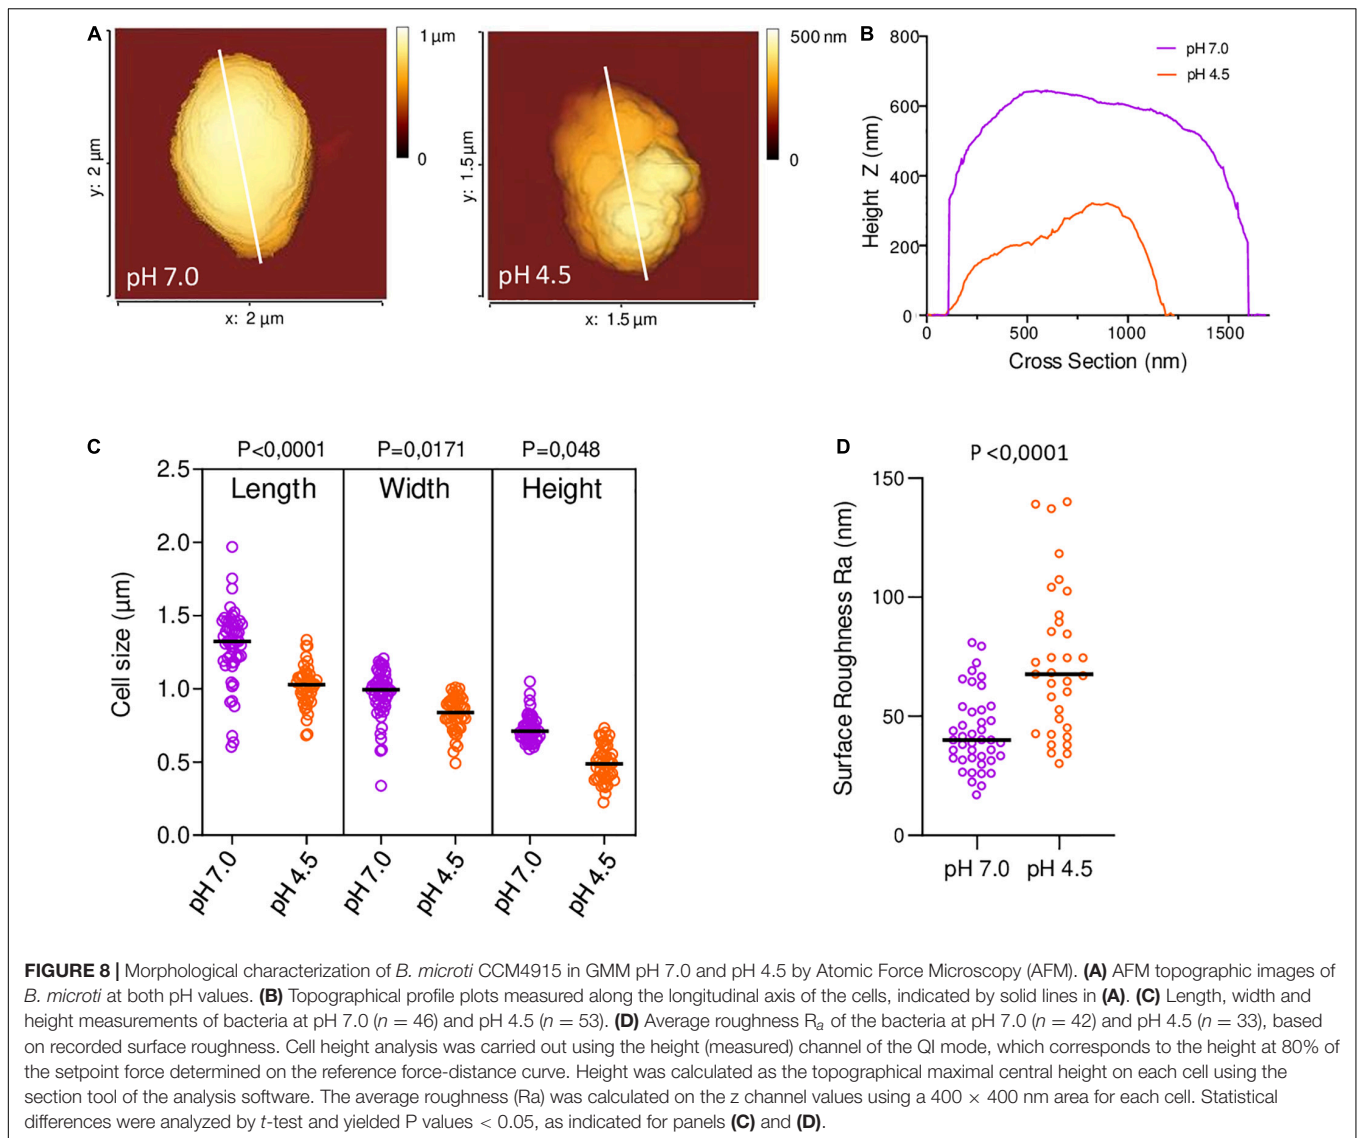 A
1 µm
0
y: 2 µm
pH 7.0
x: 2 µm
500 nm
0
y: 1.5 µm
pH 4.5
x: 1.5 µm
B
800
600
400
200
0
Height Z (nm)
pH 7.0
pH 4.5
0 500 1000 1500
Cross Section (nm)
C
P<0,0001 P=0,0171 P=0,048
Length Width Height
2.5
2.0
1.5
1.0
0.5
0.0
Cell size (µm)
pH 7.0 pH 4.5 pH 7.0 pH 4.5 pH 7.0 pH 4.5
D
P <0,0001
150
100
50
0
Surface Roughness Ra (nm)
pH 7.0 pH 4.5
FIGURE 8 | Morphological characterization of B. microti CCM4915 in GMM pH 7.0 and pH 4.5 by Atomic Force Microscopy (AFM). (A) AFM topographic images of
B. microti at both pH values. (B) Topographical profile plots measured along the longitudinal axis of the cells, indicated by solid lines in (A). (C) Length, width and
height measurements of bacteria at pH 7.0 (n = 46) and pH 4.5 (n = 53). (D) Average roughness Ra of the bacteria at pH 7.0 (n = 42) and pH 4.5 (n = 33), based
on recorded surface roughness. Cell height analysis was carried out using the height (measured) channel of the QI mode, which corresponds to the height at 80% of
the setpoint force determined on the reference force-distance curve. Height was calculated as the topographical maximal central height on each cell using the
section tool of the analysis software. The average roughness (Ra) was calculated on the z channel values using a 400 × 400 nm area for each cell. Statistical
differences were analyzed by t-test and yielded P values < 0.05, as indicated for panels (C) and (D).